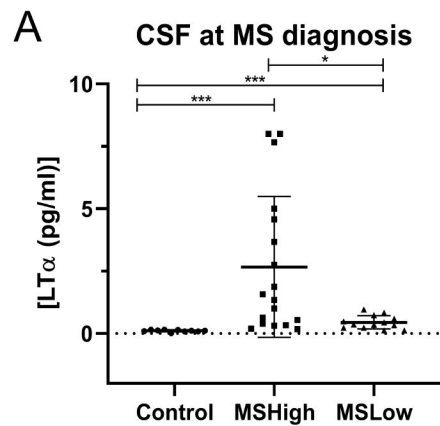 A
CSF at MS diagnosis
*
***
***
[LTα (pg/ml)]
10
5
0
Control MSHigh MSLow